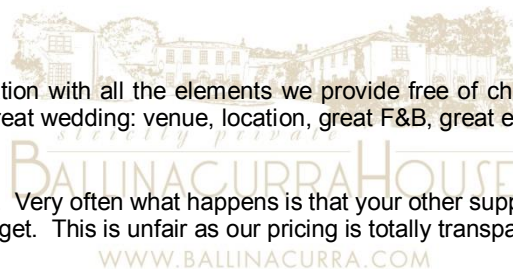 tion with all the elements we provide free of ch
reat wedding: venue, location, great F&B, great e
strictly private
BALLINACURRAHOUSE
Very often what happens is that your other supp
get. This is unfair as our pricing is totally transpa
WWW.BALLINACURRA.COM